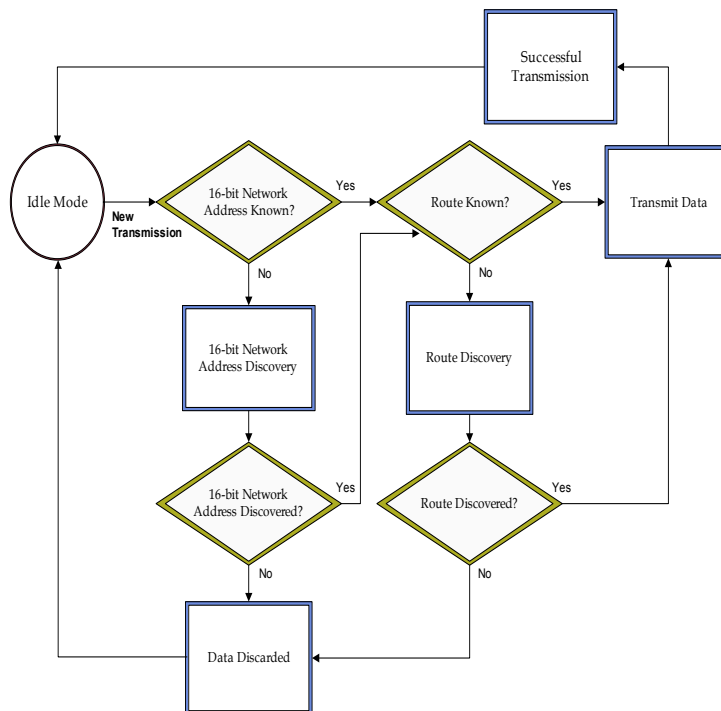 Successful
Transmission
Idle Mode
New
Transmission
16-bit Network
Address Known?
Yes
Route Known?
Yes
Transmit Data
No
No
16-bit Network
Address Discovery
Route Discovery
16-bit Network
Address Discovered?
Yes
Route Discovered?
Yes
No
No
Data Discarded